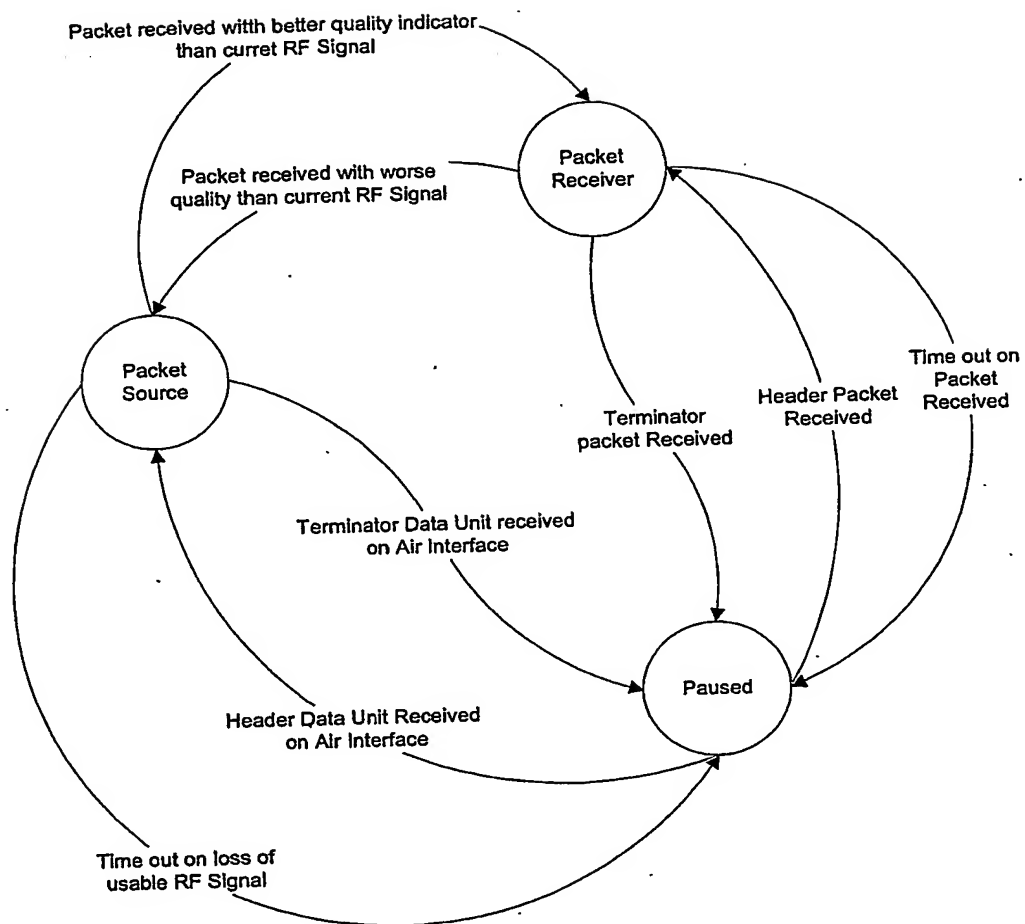 Packet received witth better quality indicator
than curret RF Signal
Packet
Receiver
Packet received with worse
quality than current RF Signal
Packet
Source
Time out on
Packet
Received
Header Packet
Received
Terminator
packet Received
Terminator Data Unit received
on Air Interface
Paused
Header Data Unit Received
on Air Interface
Time out on loss of
usable RF Signal